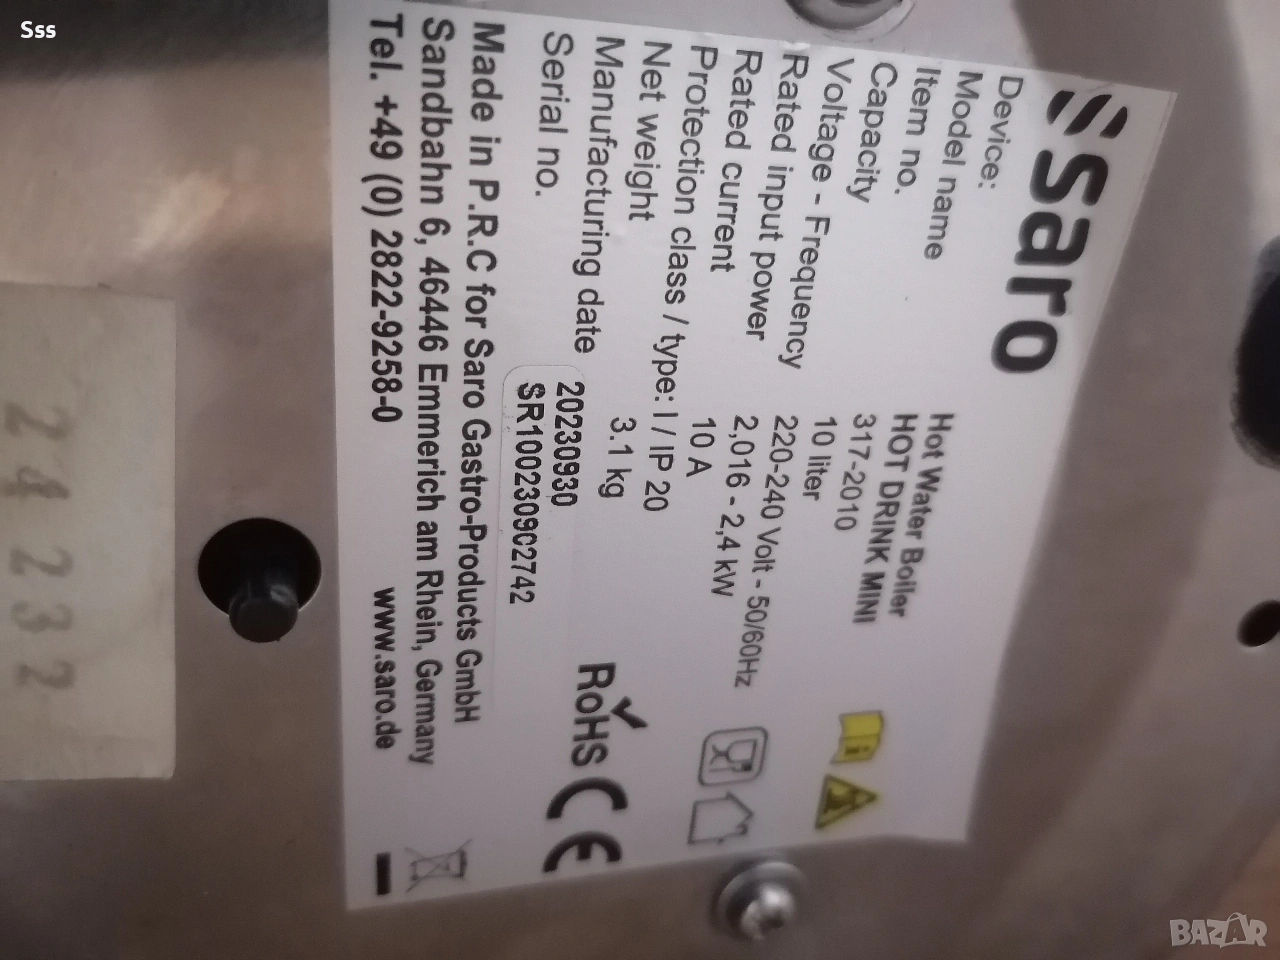 Sss
saro
Device: Hot Water Boiler
Model name HOT DRINK MINI
Item no. 317-2010
Capacity 10 liter
Voltage - Frequency 220-240 Volt - 50/60Hz
Rated input power 2,016 - 2,4 kW
Rated current 10 A
Protection class / type: I / IP 20
Net weight 3.1 kg
Manufacturing date 20230930
Serial no. SR1002309C2742
RoHS CE
Made in P.R.C for Saro Gastro-Products GmbH
Sandbahn 6, 46446 Emmerich am Rhein, Germany
Tel. +49 (0) 2822-9258-0 www.saro.de
24232
BAZAR